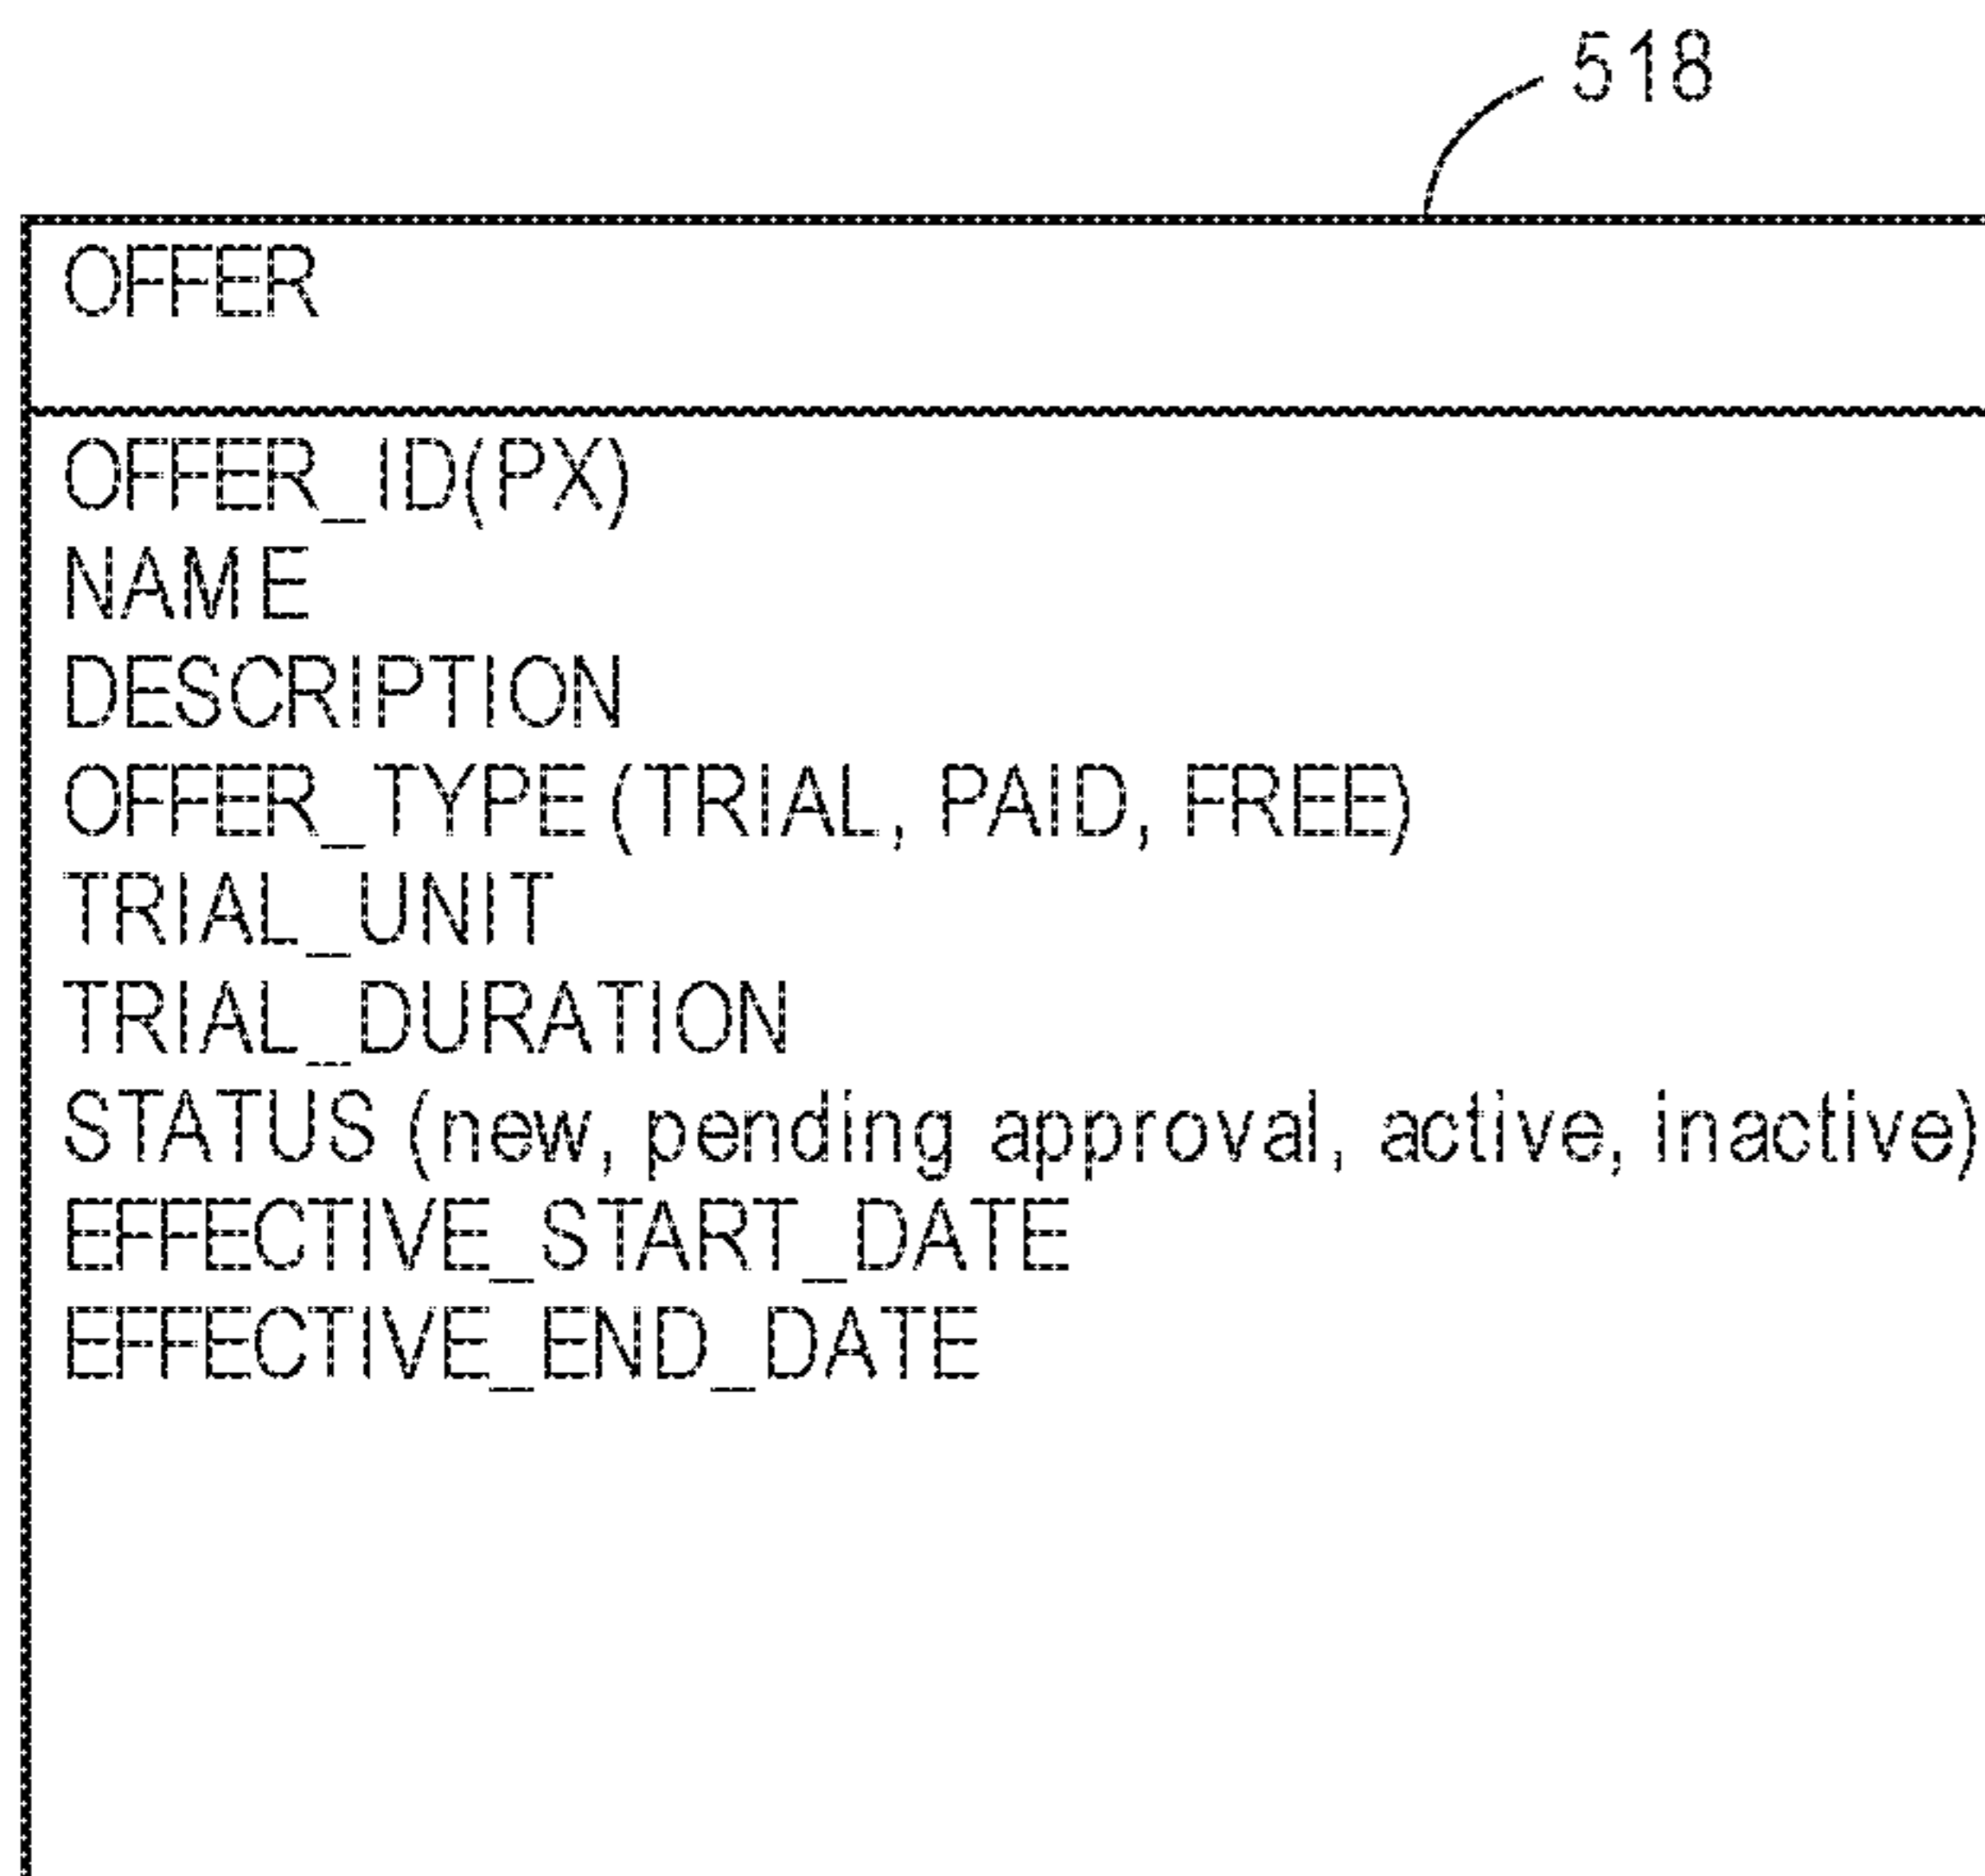 518
OFFER
OFFER_ID(PX)
NAME
DESCRIPTION
OFFER_TYPE (TRIAL, PAID, FREE)
TRIAL_UNIT
TRIAL_DURATION
STATUS (new, pending approval, active, inactive)
EFFECTIVE_START_DATE
EFFECTIVE_END_DATE